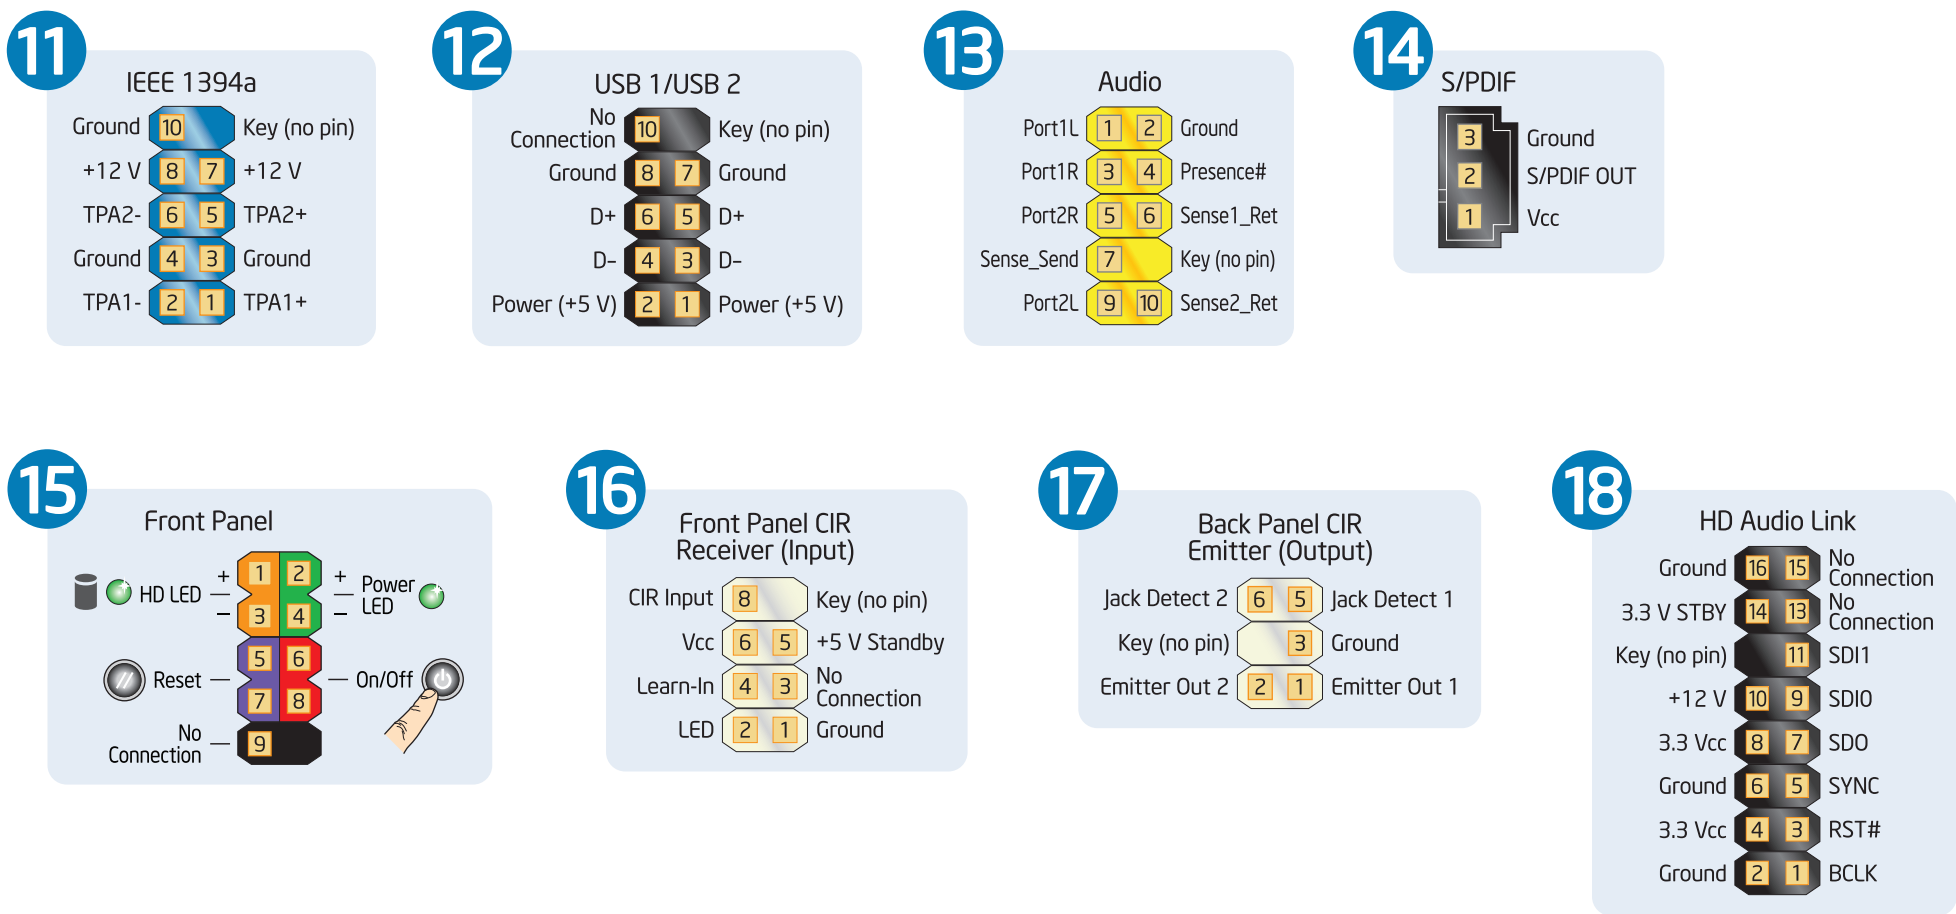 11
IEEE 1394a
Ground 10 Key (no pin)
+12 V 8 7 +12 V
TPA2- 6 5 TPA2+
Ground 4 3 Ground
TPA1- 2 1 TPA1+
12
USB 1/USB 2
No
Connection 10 Key (no pin)
Ground 8 7 Ground
D+ 6 5 D+
D- 4 3 D-
Power (+5 V) 2 1 Power (+5 V)
13
Audio
Port1L 1 2 Ground
Port1R 3 4 Presence#
Port2R 5 6 Sense1_Ret
Sense_Send 7 Key (no pin)
Port2L 9 10 Sense2_Ret
14
S/PDIF
3 Ground
2 S/PDIF OUT
1 Vcc
15
Front Panel
+ 1 2 +
HD LED Power
LED
- 3 4 -
5 6
Reset On/Off
7 8
No
Connection 9
16
Front Panel CIR
Receiver (Input)
CIR Input 8 Key (no pin)
Vcc 6 5 +5 V Standby
Learn-In 4 3 No
Connection
LED 2 1 Ground
17
Back Panel CIR
Emitter (Output)
Jack Detect 2 6 5 Jack Detect 1
Key (no pin) 3 Ground
Emitter Out 2 2 1 Emitter Out 1
18
HD Audio Link
Ground 16 15 No
Connection
3.3 V STBY 14 13 No
Connection
Key (no pin) 11 SDI1
+12 V 10 9 SDI0
3.3 Vcc 8 7 SDO
Ground 6 5 SYNC
3.3 Vcc 4 3 RST#
Ground 2 1 BCLK